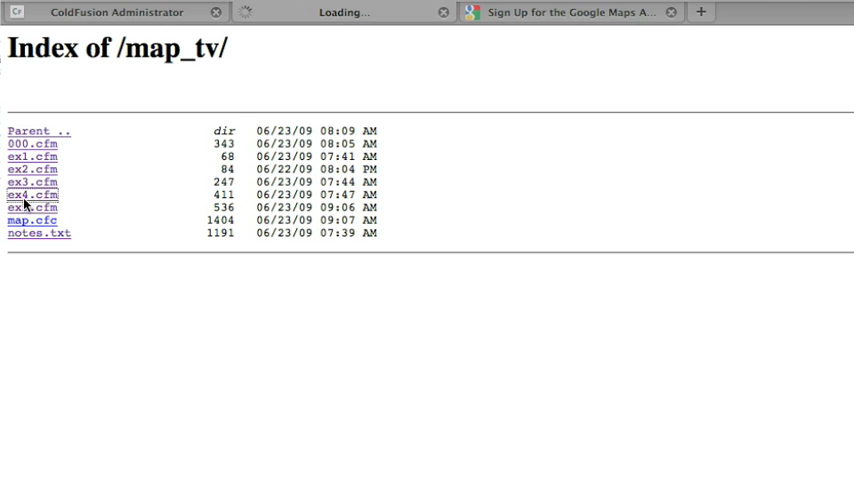 ColdFusion Administrator
Loading...
Sign Up for the Google Maps A...
Index of /map_tv/
Parent .. dir 06/23/09 08:09 AM
000.cfm 343 06/23/09 08:05 AM
ex1.cfm 68 06/23/09 07:41 AM
ex2.cfm 84 06/22/09 08:04 PM
ex3.cfm 247 06/23/09 07:44 AM
ex4.cfm 411 06/23/09 07:47 AM
536 06/23/09 09:06 AM
map.cfc 1404 06/23/09 09:07 AM
notes.txt 1191 06/23/09 07:39 AM